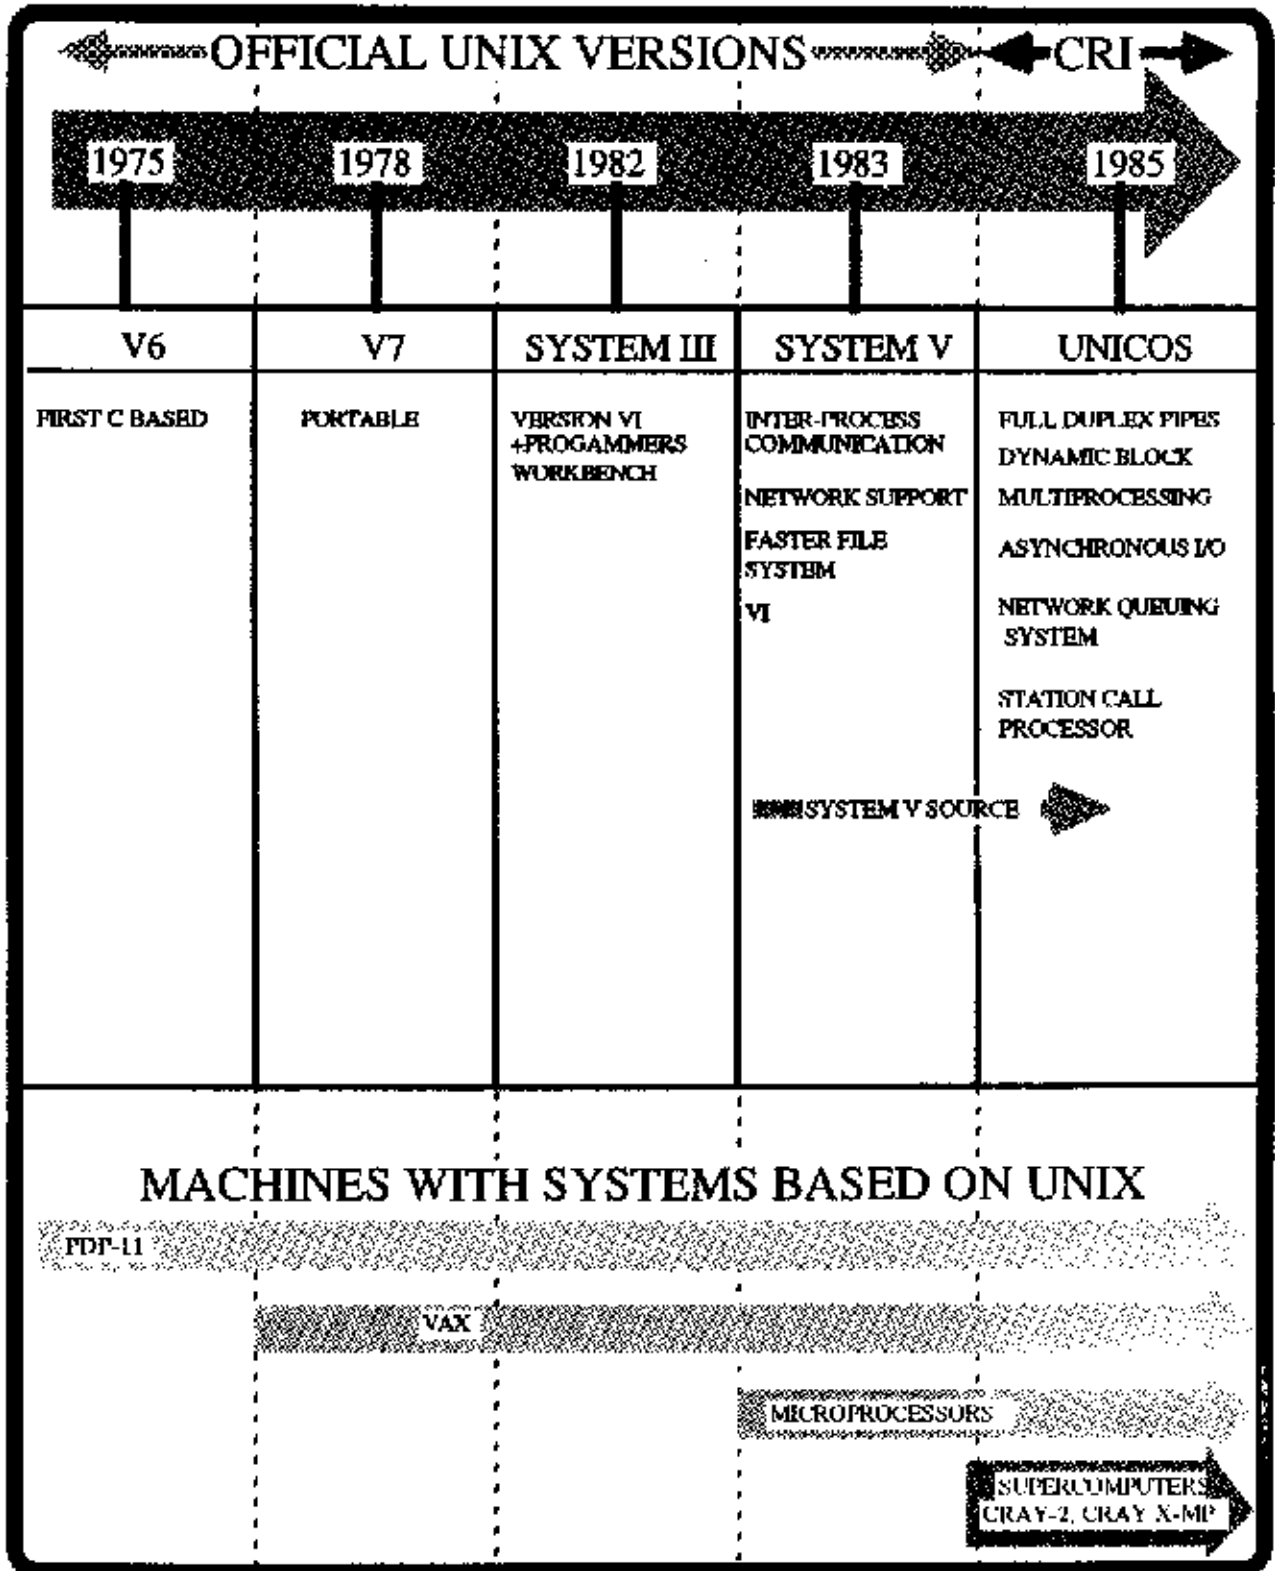 OFFICIAL UNIX VERSIONS
CRI
1975
1978
1982
1983
1985
V6
V7
SYSTEM III
SYSTEM V
UNICOS
FIRST C BASED
PORTABLE
VERSION VI
+PROGAMMERS
WORKBENCH
INTER-PROCESS
COMMUNICATION
NETWORK SUPPORT
FASTER FILE
SYSTEM
VI
FULL DUPLEX PIPES
DYNAMIC BLOCK
MULTIPROCESSING
ASYNCHRONOUS I/O
NETWORK QUEUING
SYSTEM
STATION CALL
PROCESSOR
SYSTEM V SOURCE
MACHINES WITH SYSTEMS BASED ON UNIX
PDP-11
VAX
MICROPROCESSORS
SUPERCOMPUTERS
CRAY-2, CRAY X-MP